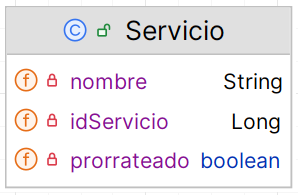 C Servicio
f nombre String
f idServicio Long
f prorrateado boolean